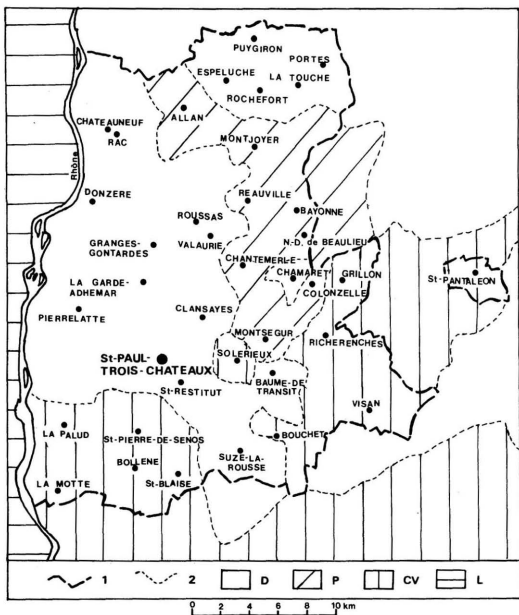 PUYGIRON
PORTES
ESPELUCHE
LA TOUCHE
ROCHEFORT
ALLAN
CHATEAUNEUF
RAC
MONTJOYER
Rhône
DONZERE
REAUVILLE
BAYONNE
ROUSSAS
VALAURIE
N.-D. de BEAULIEU
GRANGES-
GONTARDES
CHANTEMERLE
CHAMARET
GRILLON
St-PANTALEON
COLONZELLE
LA GARDE-
ADHEMAR
PIERRELATTE
CLANSAYES
MONTSEGUR
RICHERENCHES
St-PAUL-
TROIS-CHATEAUX
SOLERIEUX
BAUME-DE-
TRANSIT
St-RESTITUT
VISAN
LA PALUD
St-PIERRE-DE-SENOS
BOUCHET
BOLLENE
SUZE-LA-
ROUSSE
LA MOTTE
St-BLAISE
1 2 D P CV L
0 2 4 6 8 10 km